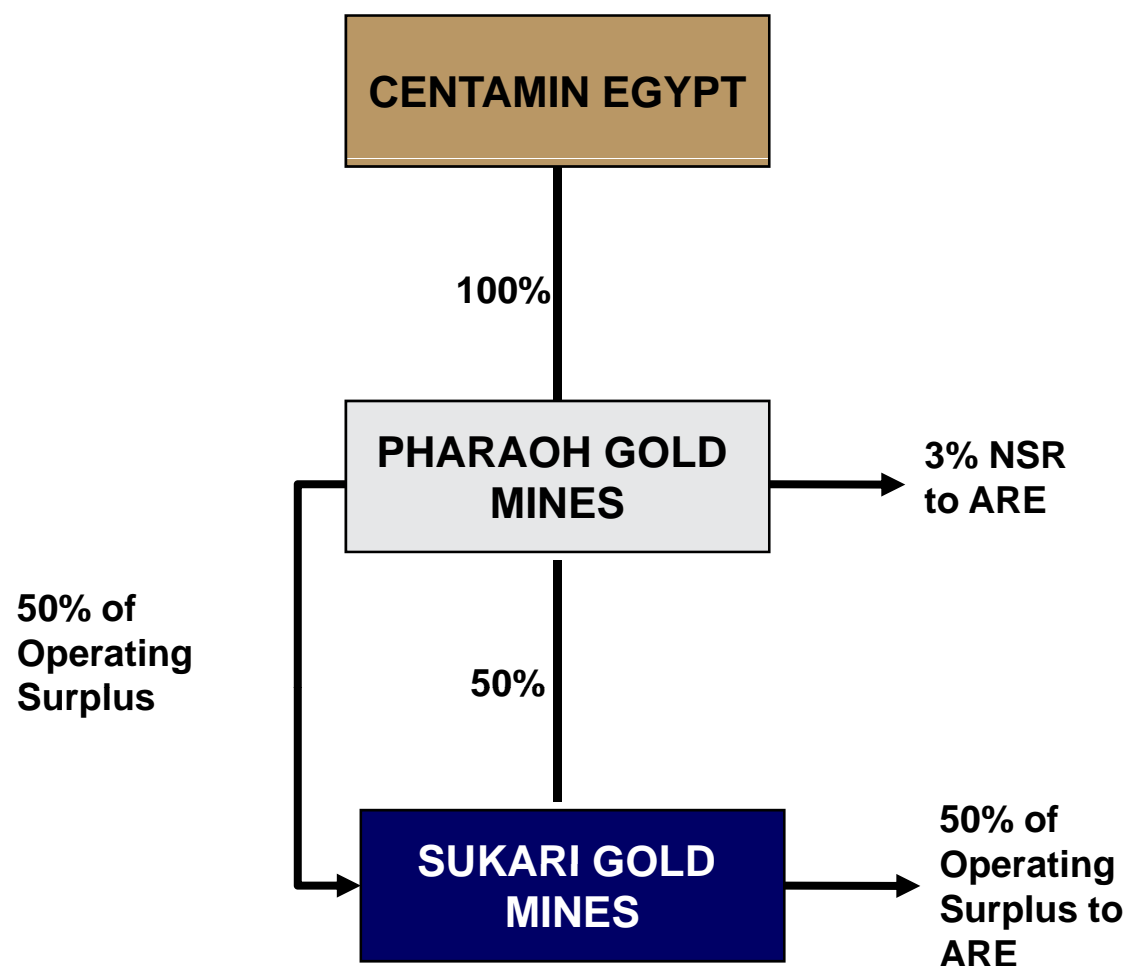 CENTAMIN EGYPT
100%
PHARAOH GOLD
MINES
3% NSR
to ARE
50% of
Operating
Surplus
50%
SUKARI GOLD
MINES
50% of
Operating
Surplus to
ARE